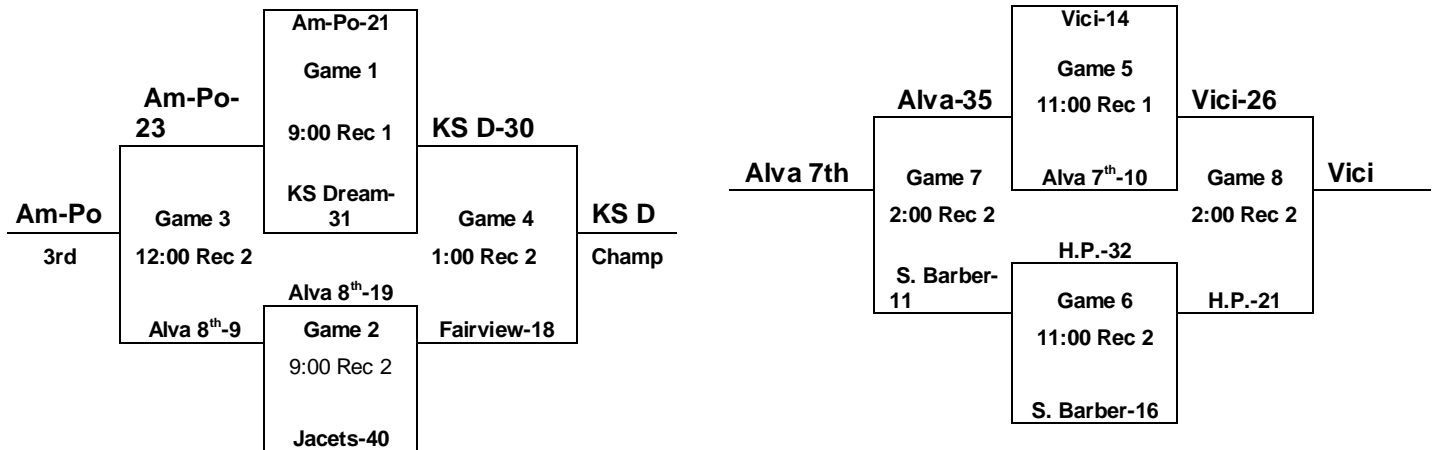 Am-Po-21
Game 1
9:00 Rec 1
KS Dream-
31
Am-Po-
23
KS D-30
Am-Po
3rd
Game 3
12:00 Rec 2
Game 4
1:00 Rec 2
KS D
Champ
Alva 8th-19
Alva 8th-9
Game 2
9:00 Rec 2
Jacets-40
Fairview-18
Vici-14
Game 5
11:00 Rec 1
Alva 7th-10
Alva-35
Vici-26
Alva 7th
Game 7
2:00 Rec 2
Game 8
2:00 Rec 2
Vici
H.P.-32
S. Barber-
11
Game 6
11:00 Rec 2
S. Barber-16
H.P.-21